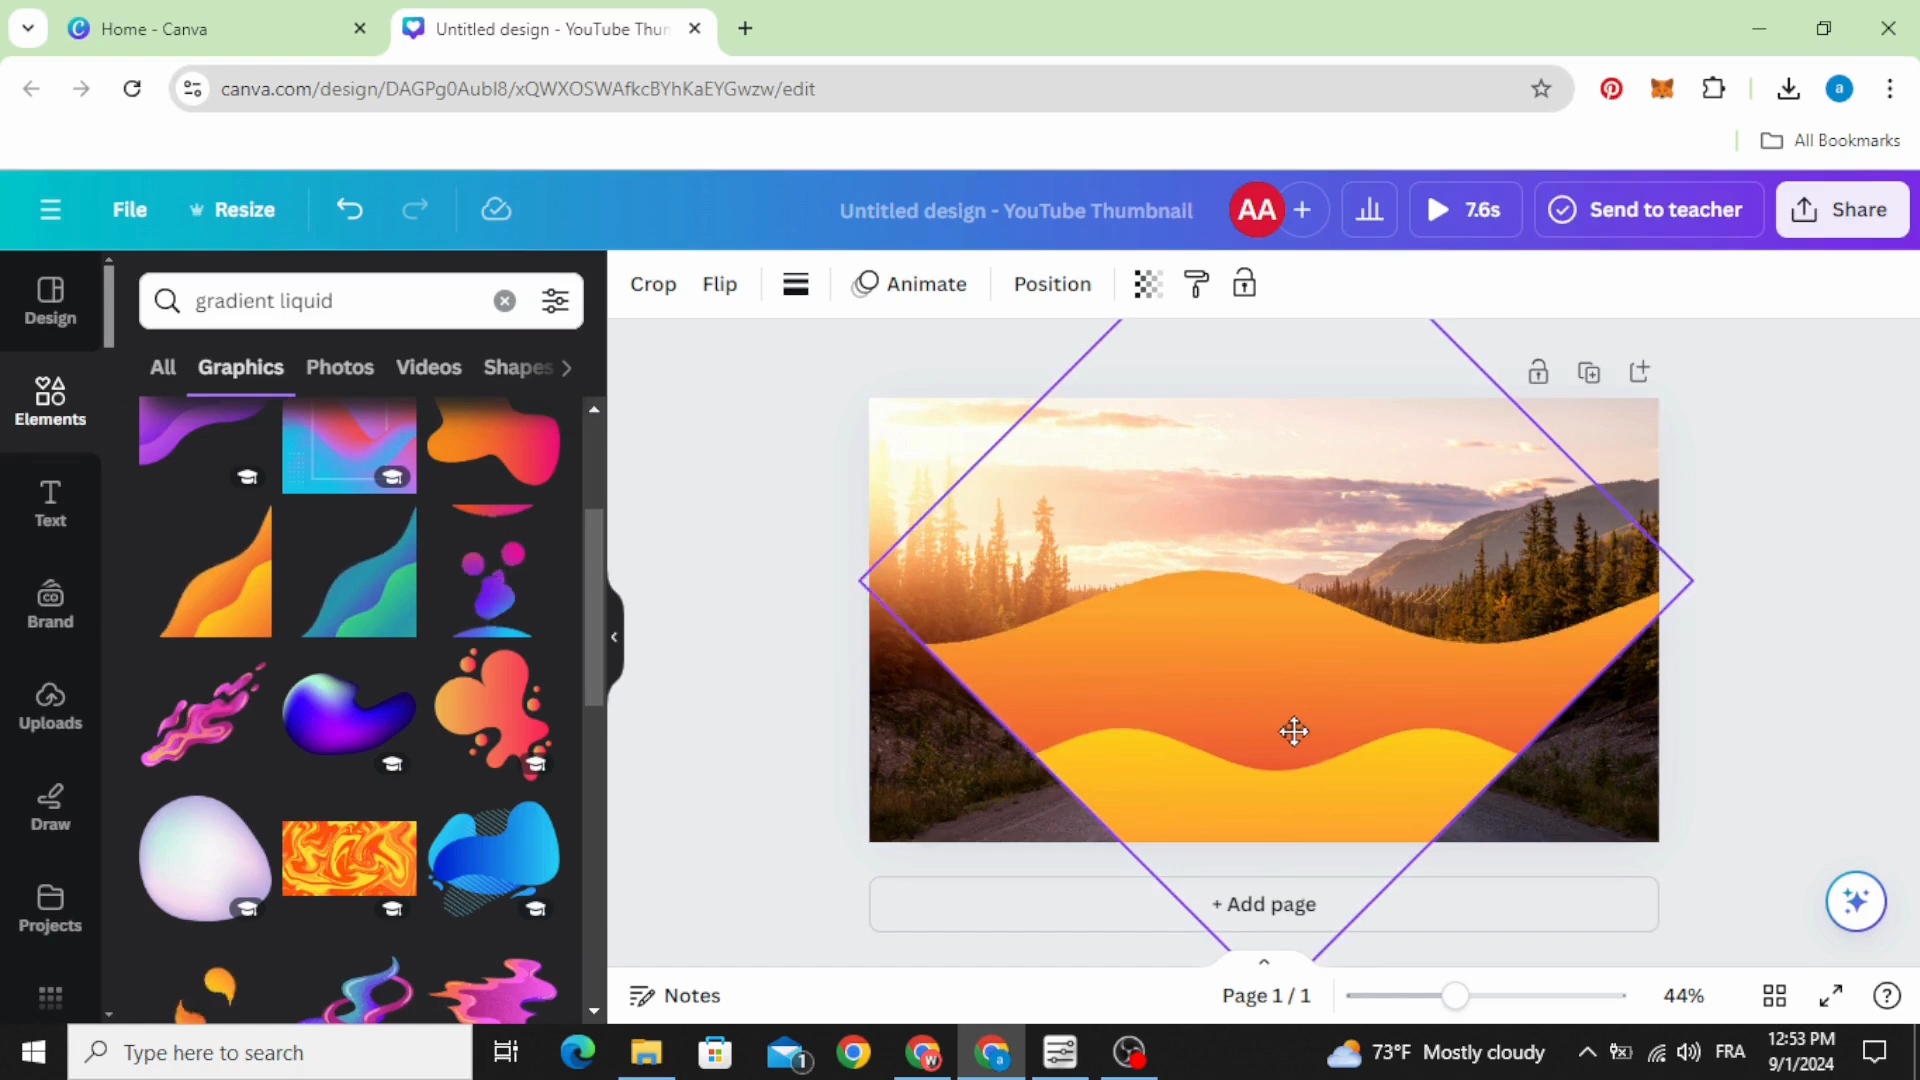 Home - Canva
Untitled design - YouTube Thun
canva.com/design/DAGPg0Aubl8/xQWXOSWAfkcBYhKaEYGwzw/edit
a
All Bookmarks
File
Resize
Untitled design - YouTube Thumbnail
AA
7.6s
Send to teacher
Share
Design
Elements
Text
Brand
Uploads
Draw
Projects
gradient liquid
All
Graphics
Photos
Videos
Shapes
Crop
Flip
Animate
Position
+ Add page
Notes
Page 1 / 1
44%
Type here to search
1
w
a
73°F Mostly cloudy
FRA
12:53 PM
9/1/2024